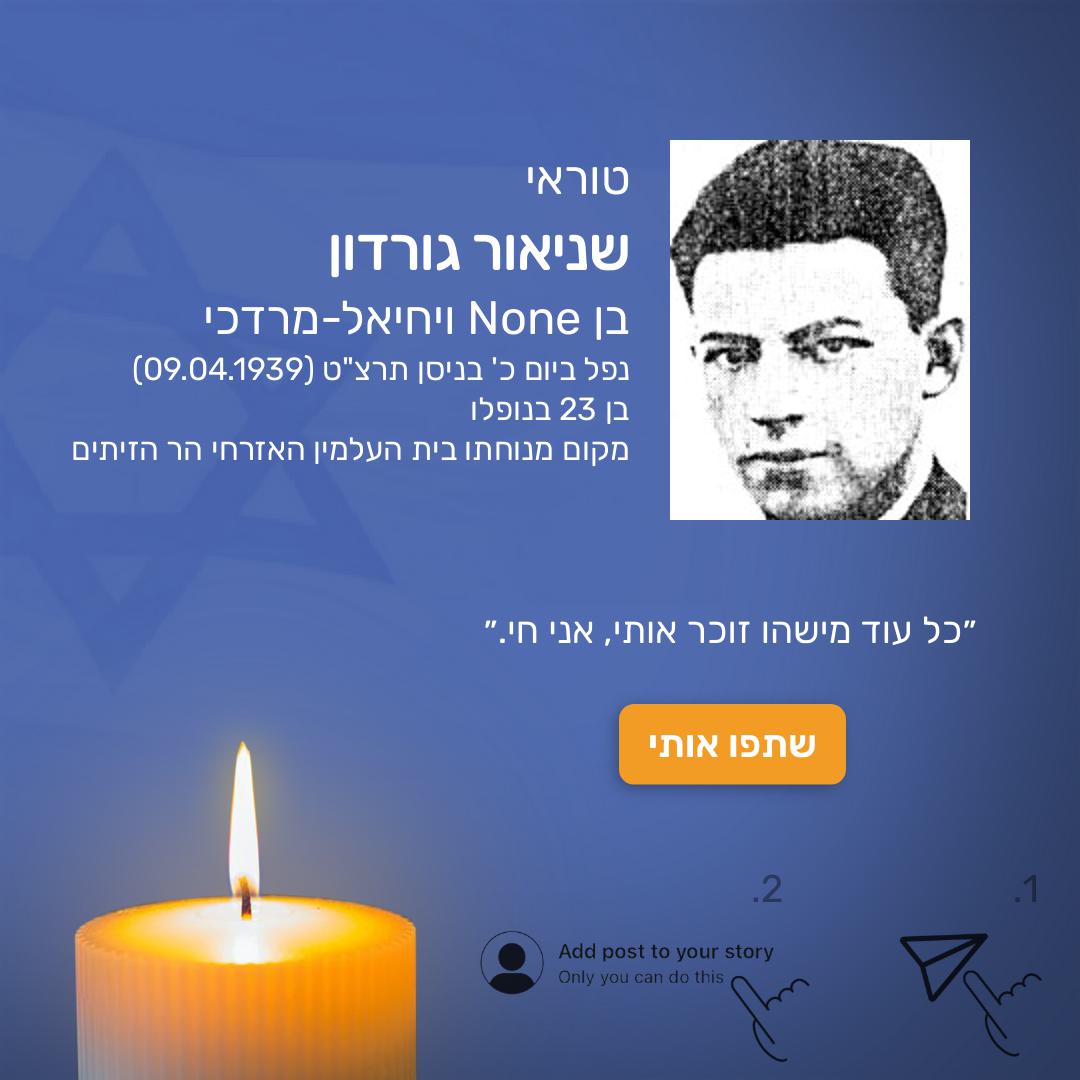 טוראי
שניאור גורדון
בן None ויחיאל-מרדכי
נפל ביום כ' בניסן תרצ"ט (09.04.1939)
בן 23 בנופלו
מקום מנוחתו בית העלמין האזרחי הר הזיתים
״כל עוד מישהו זוכר אותי, אני חי.״
שתפו אותי
.1
.2
Add post to your story
Only you can do this